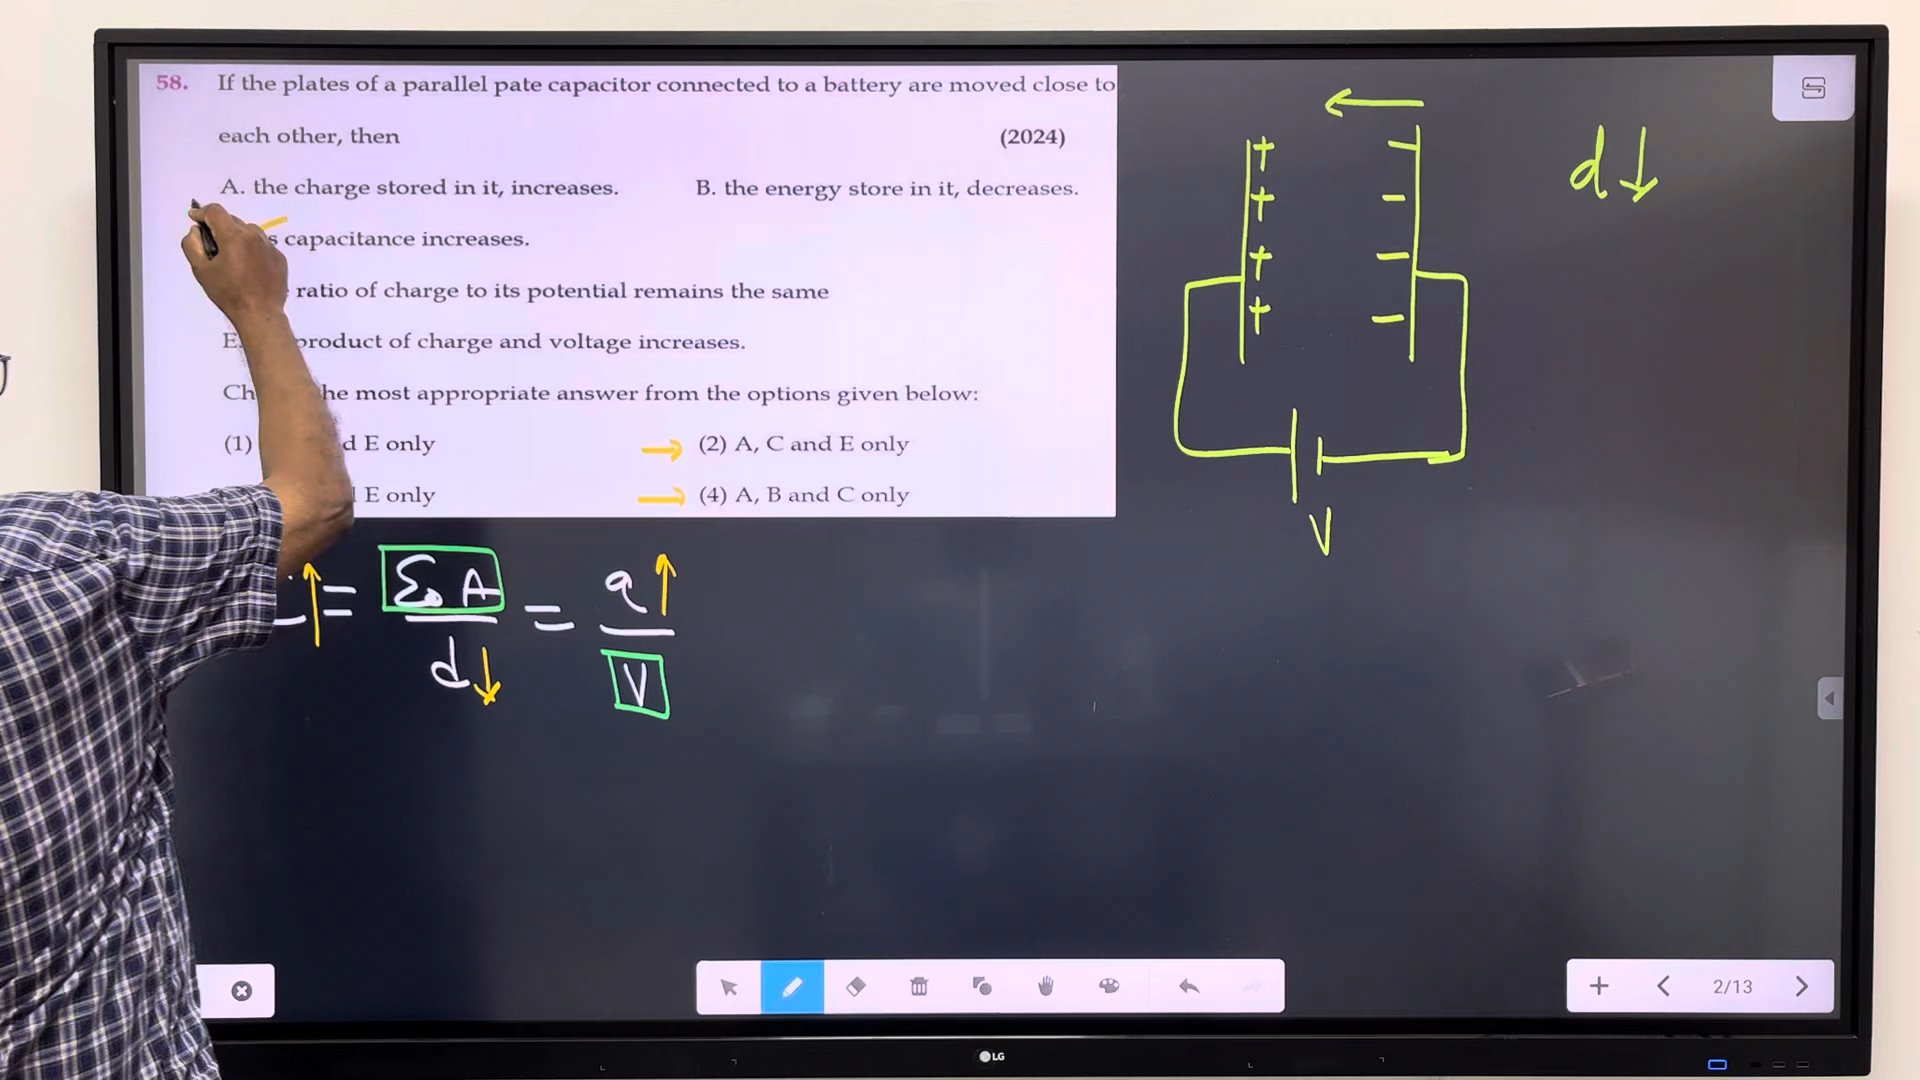 58. If the plates of a parallel pate capacitor connected to a battery are moved close to
each other, then (2024)
A. the charge stored in it, increases. B. the energy store in it, decreases.
capacitance increases.
ratio of charge to its potential remains the same
E. product of charge and voltage increases.
the most appropriate answer from the options given below:
(1) E only → (2) A, C and E only
E only → (4) A, B and C only
↑ = Σ₀ A / d↓ = q↑ / V
+ −
+ −
+ −
+ −
V
d↓
2/13
LG